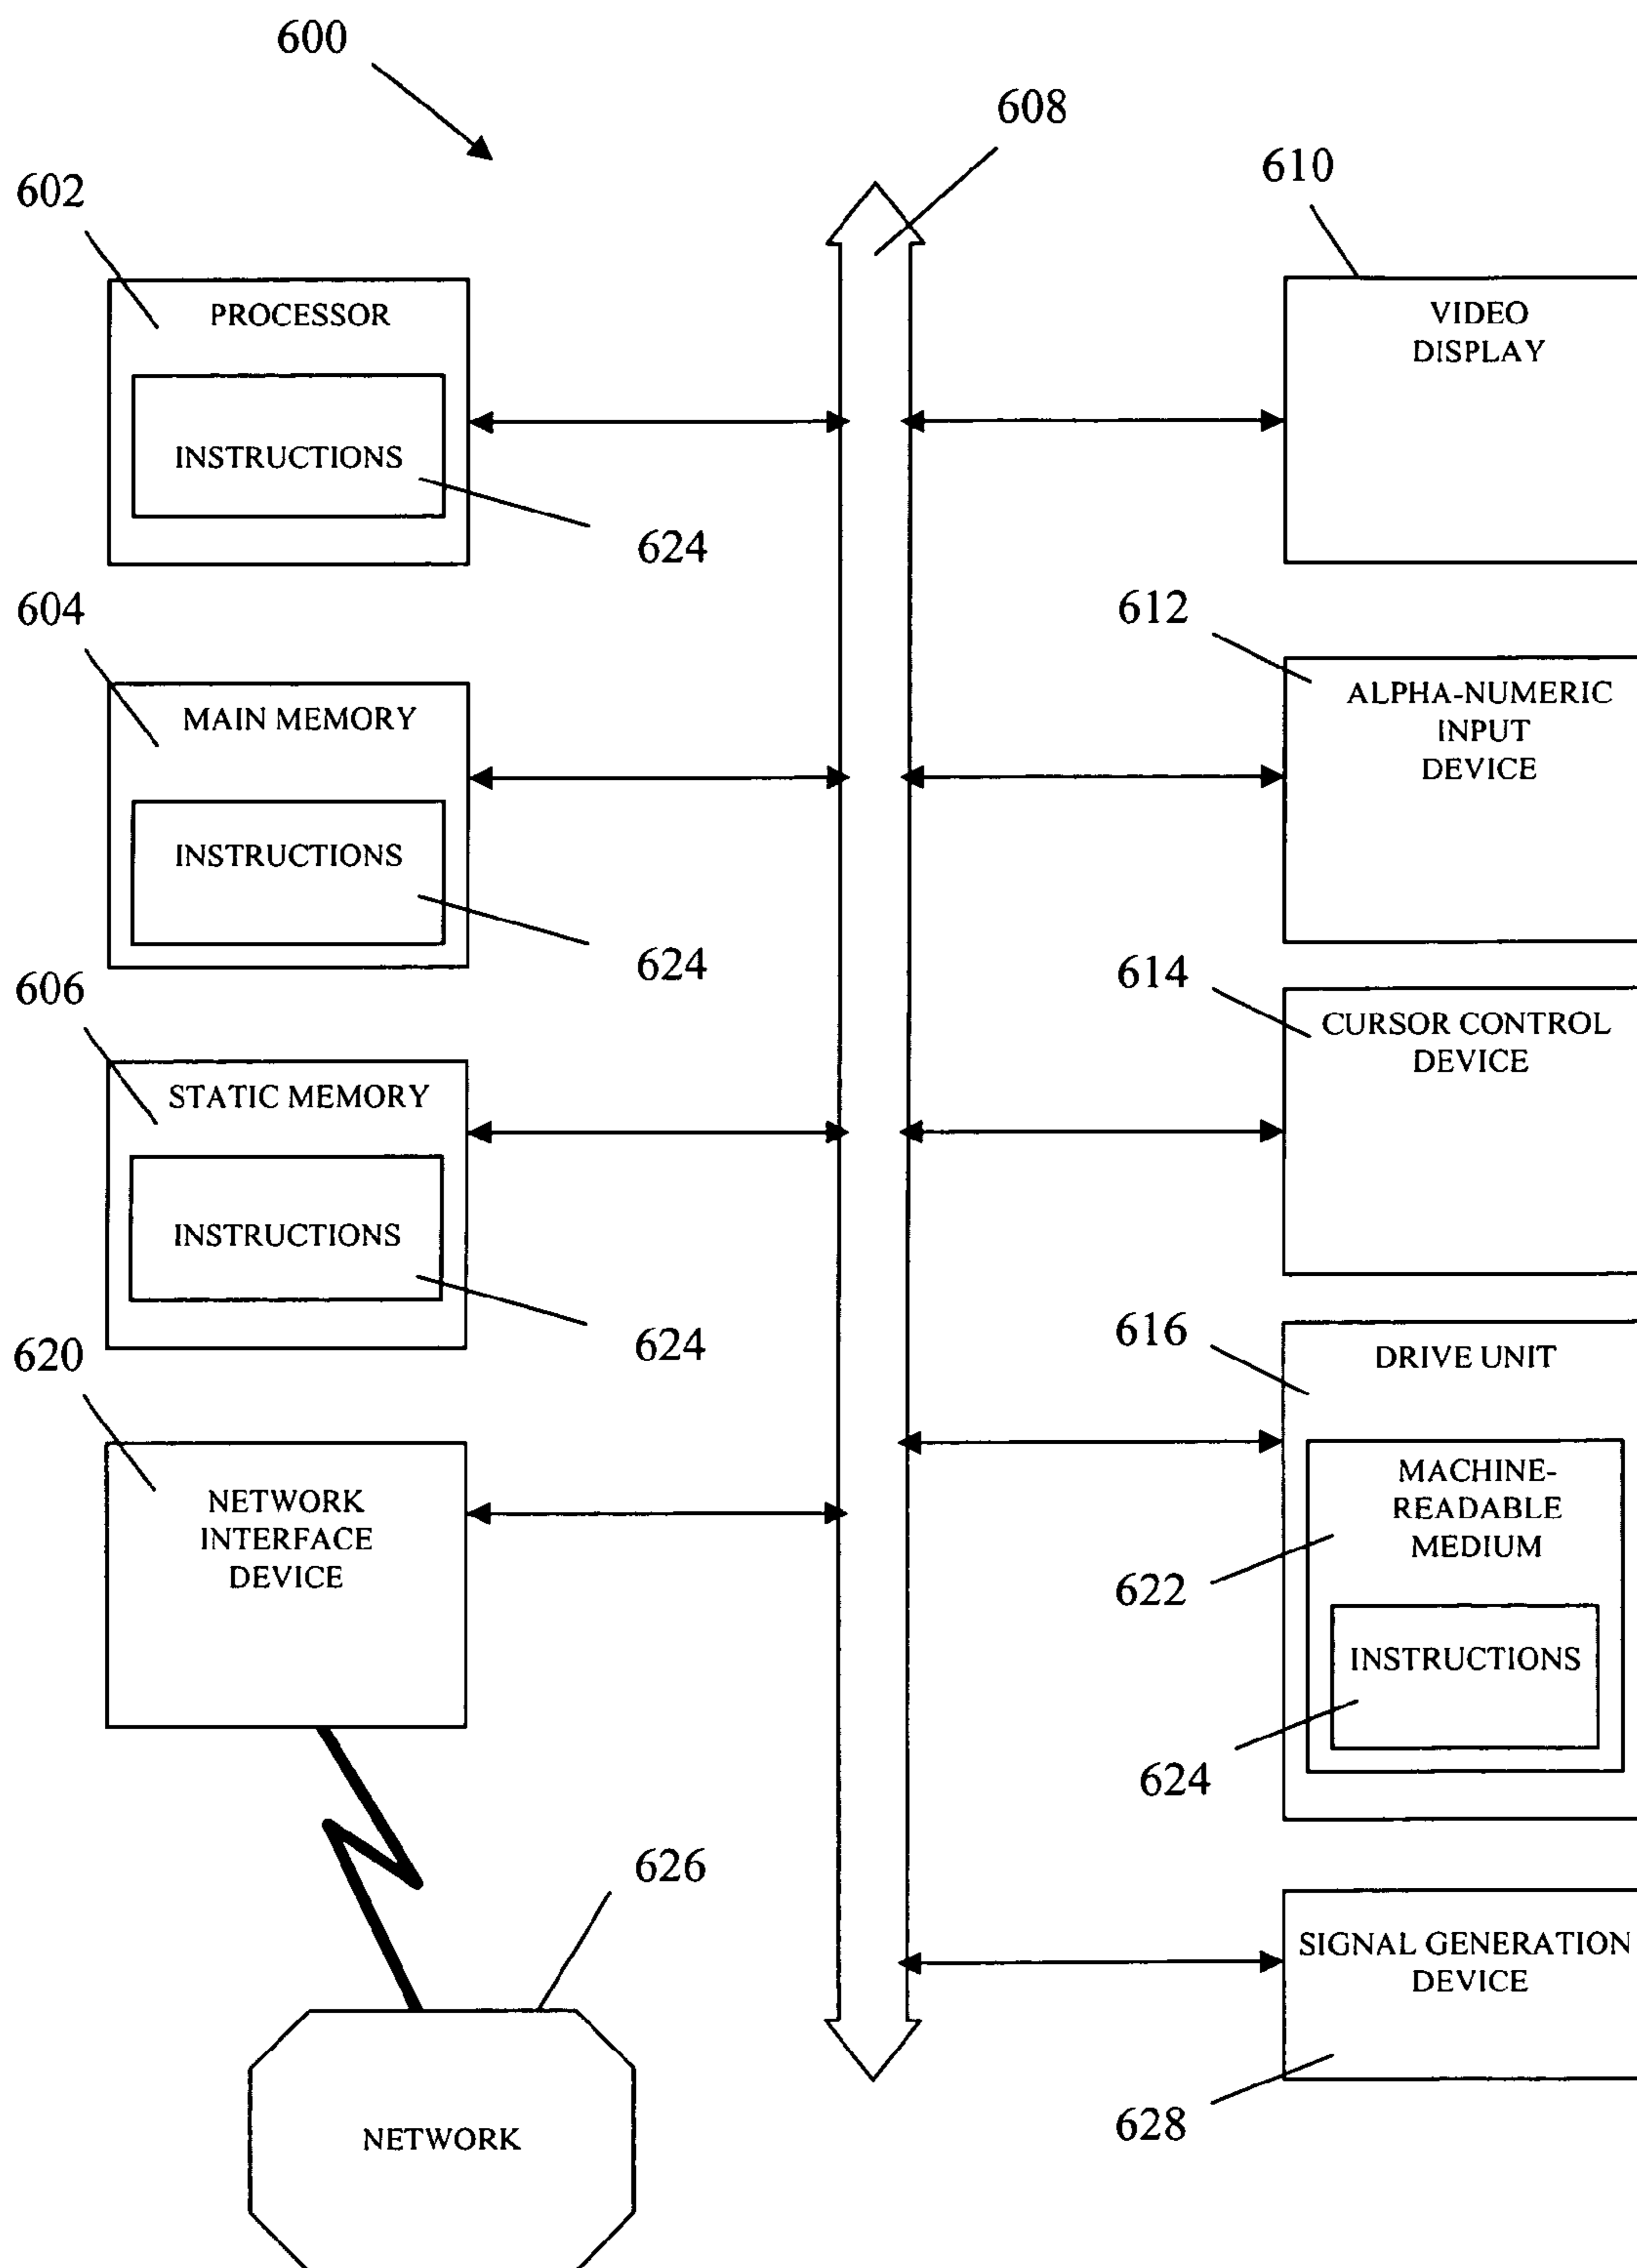 600
608
602
610
PROCESSOR
INSTRUCTIONS
624
VIDEO
DISPLAY
604
MAIN MEMORY
INSTRUCTIONS
624
612
ALPHA-NUMERIC
INPUT
DEVICE
606
STATIC MEMORY
INSTRUCTIONS
624
614
CURSOR CONTROL
DEVICE
620
NETWORK
INTERFACE
DEVICE
616
DRIVE UNIT
MACHINE-
READABLE
MEDIUM
622
INSTRUCTIONS
624
626
NETWORK
SIGNAL GENERATION
DEVICE
628